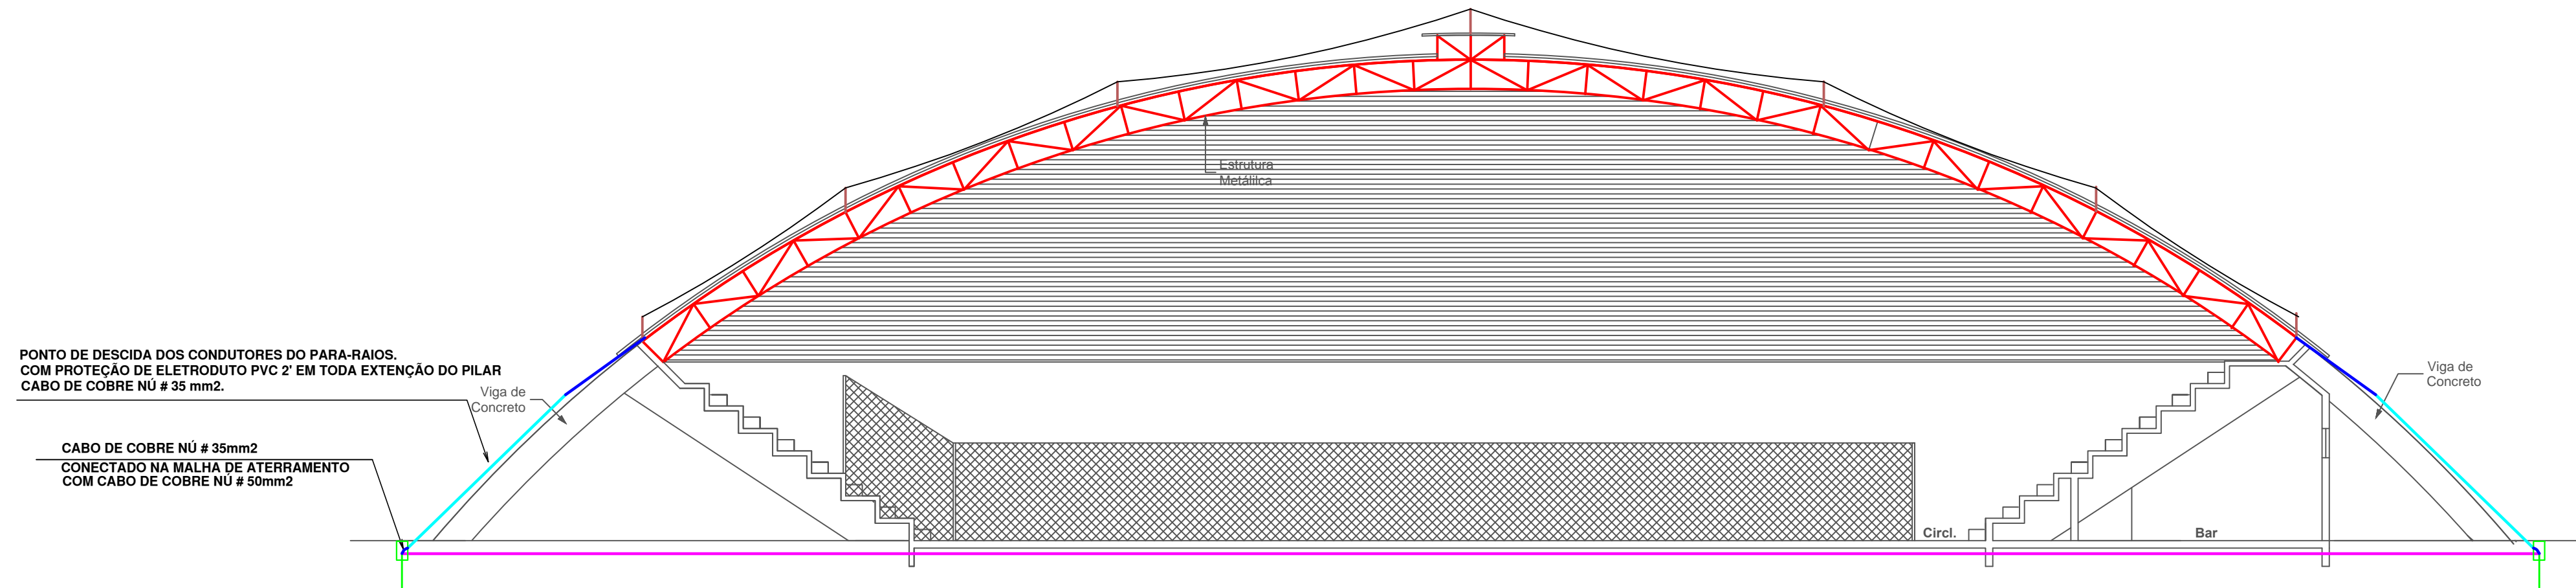 Estrutura
Metálilca
PONTO DE DESCIDA DOS CONDUTORES DO PARA-RAIOS.
COM PROTEÇÃO DE ELETRODUTO PVC 2' EM TODA EXTENÇÃO DO PILAR
CABO DE COBRE NÚ # 35 mm2.
Viga de
Concreto
Viga de
Concreto
CABO DE COBRE NÚ # 35mm2
CONECTADO NA MALHA DE ATERRAMENTO
COM CABO DE COBRE NÚ # 50mm2
Circl.
Bar